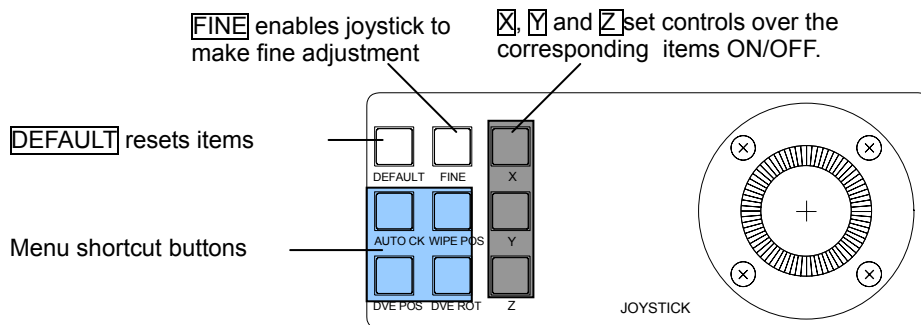 FINE enables joystick to
make fine adjustment
X, Y and Z set controls over the
corresponding items ON/OFF.
DEFAULT resets items
DEFAULT FINE X
Menu shortcut buttons
AUTO CK WIPE POS Y
DVE POS DVE ROT Z
JOYSTICK